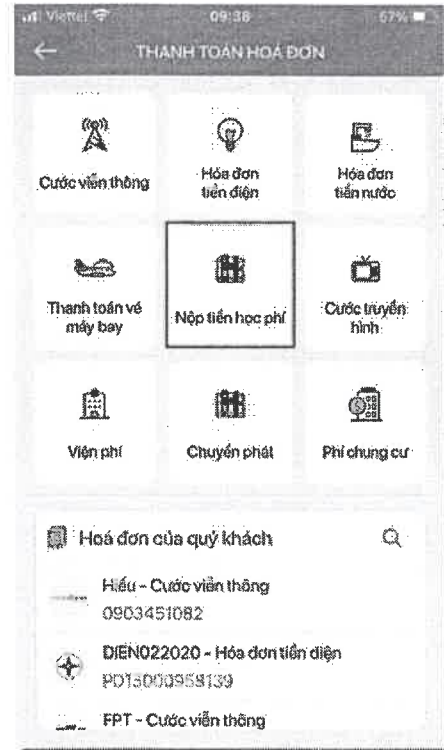 Viettel 09:38 57%
THANH TOÁN HOÁ ĐƠN
Cước viễn thông
Hóa đơn
tiền điện
Hóa đơn
tiền nước
Thanh toán vé
máy bay
Nộp tiền học phí
Cước truyền
hình
Viện phí
Chuyển phát
Phí chung cư
Hoá đơn của quý khách
Hiếu - Cước viễn thông
0903451082
DIEN022020 - Hóa đơn tiền điện
PD15000958139
FPT - Cước viễn thông